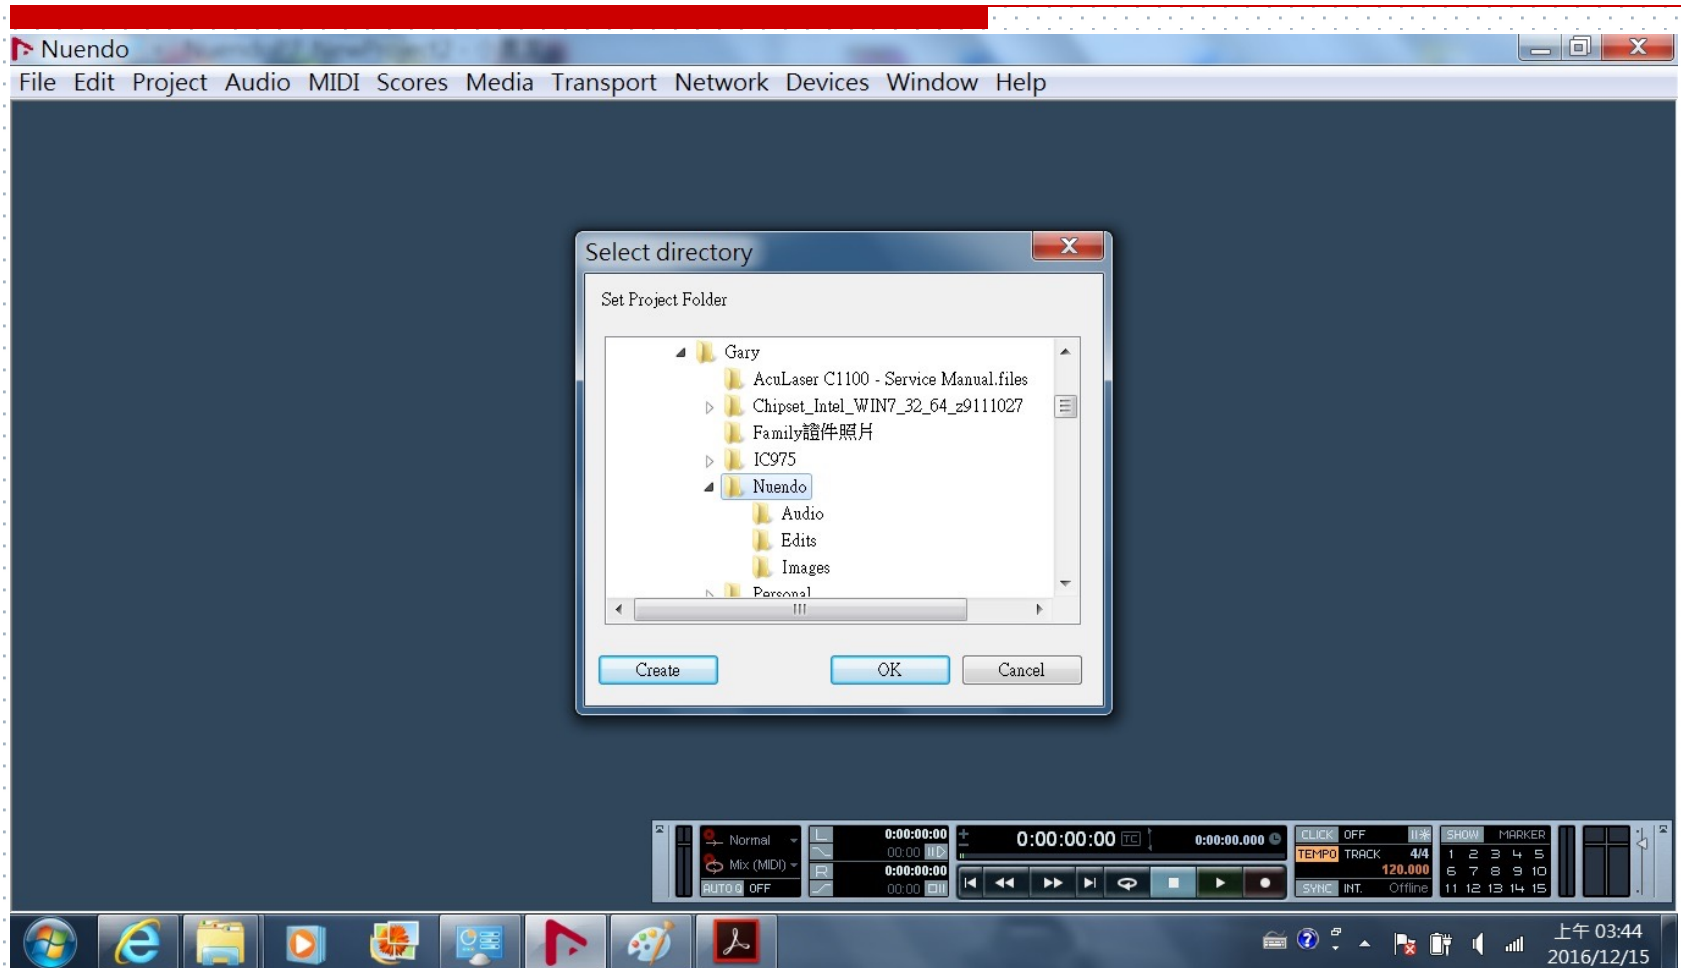 Nuendo
File Edit Project Audio MIDI Scores Media Transport Network Devices Window Help
Select directory
Set Project Folder
Gary
AcuLaser C1100 - Service Manual.files
Chipset_Intel_WIN7_32_64_z9111027
Family證件照片
IC975
Nuendo
Audio
Edits
Images
Personal
Create OK Cancel
Normal L 0:00:00:00 0:00:00:00 TC 0:00:00.000 CLICK OFF SHOW MARKER
00:00
Mix (MIDI) R 0:00:00:00 TEMPO TRACK 4/4 1 2 3 4 5
120.000 6 7 8 9 10
AUTO Q OFF 00:00 SYNC INT. Offline 11 12 13 14 15
上午 03:44
2016/12/15